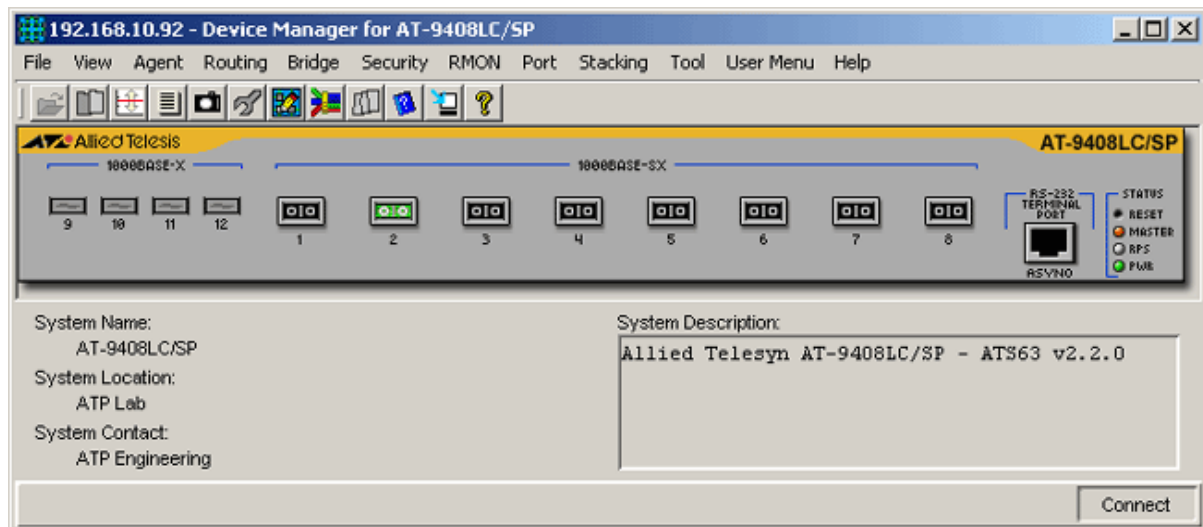 192.168.10.92 - Device Manager for AT-9408LC/SP
File View Agent Routing Bridge Security RMON Port Stacking Tool User Menu Help
Allied Telesis AT-9408LC/SP
1000BASE-X 1000BASE-SX
RS-232 TERMINAL PORT
STATUS
RESET
MASTER
RPS
PWR
9 10 11 12 1 2 3 4 5 6 7 8
ASYNO
System Name:
AT-9408LC/SP
System Location:
ATP Lab
System Contact:
ATP Engineering
System Description:
Allied Telesyn AT-9408LC/SP - ATS63 v2.2.0
Connect